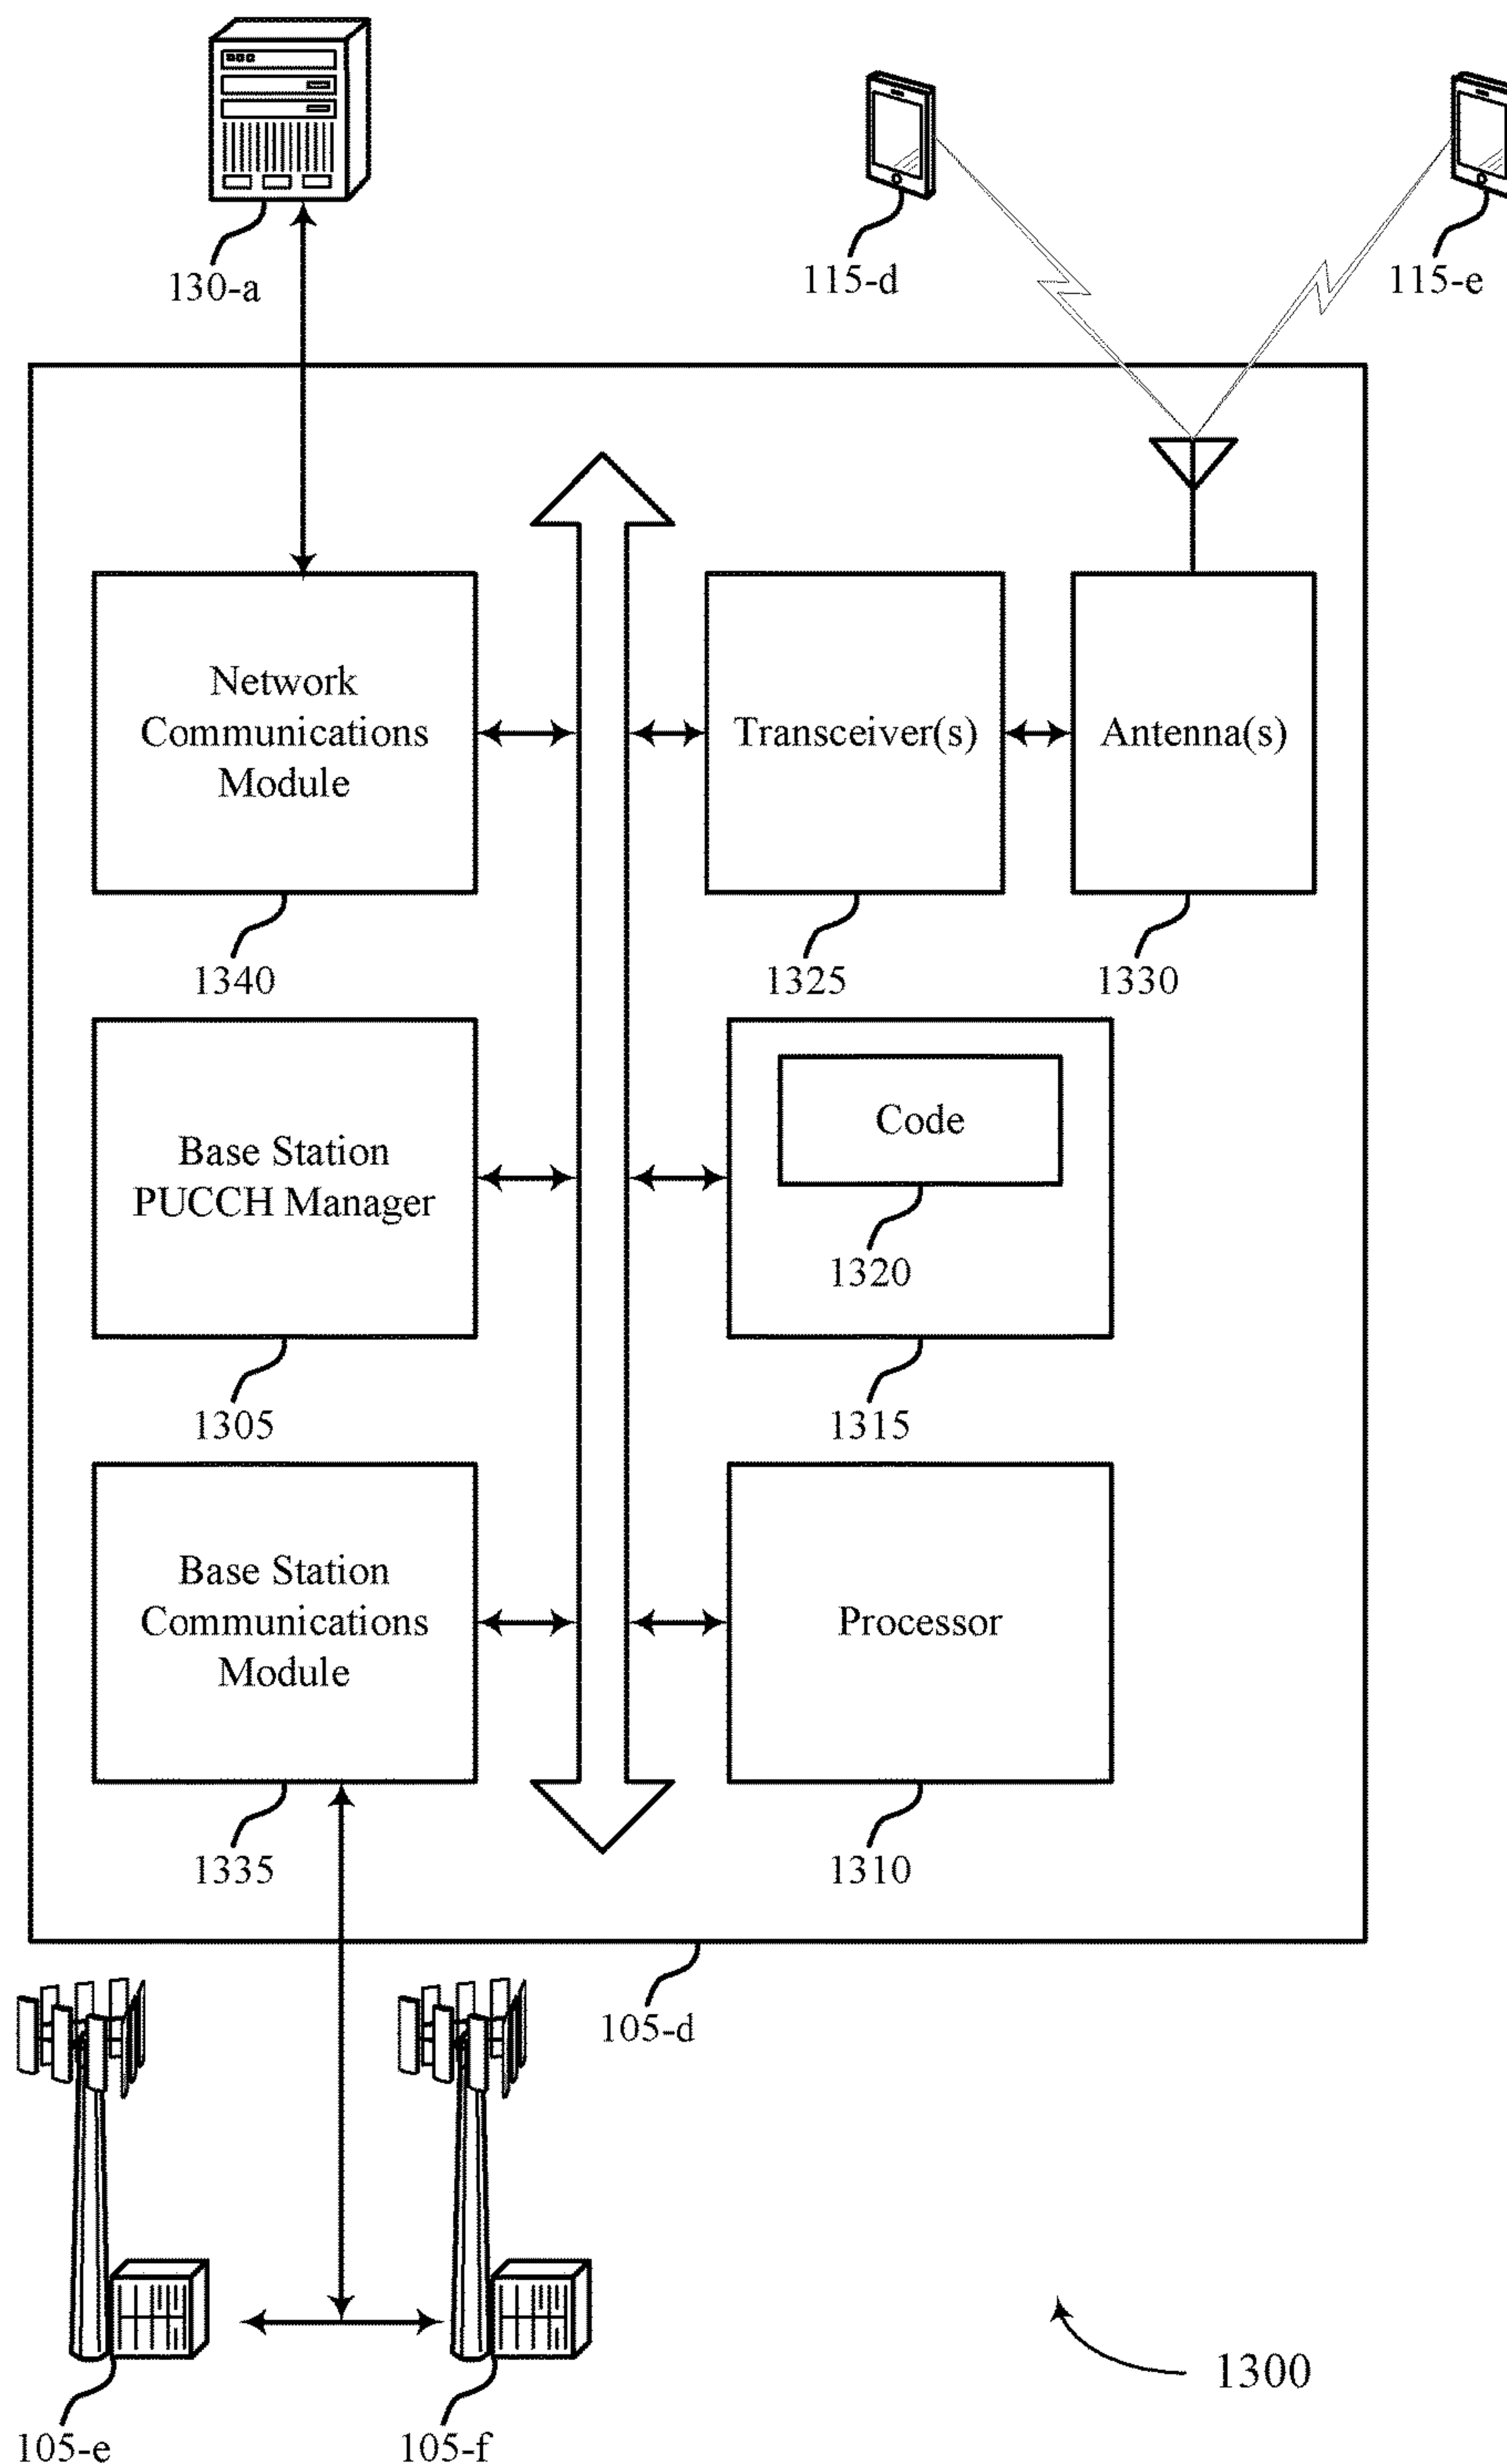 130-a
115-d
115-e
Network
Communications
Module
Transceiver(s)
Antenna(s)
1340
1325
1330
Base Station
PUCCH Manager
Code
1320
1305
1315
Base Station
Communications
Module
Processor
1335
1310
105-d
1300
105-e
105-f